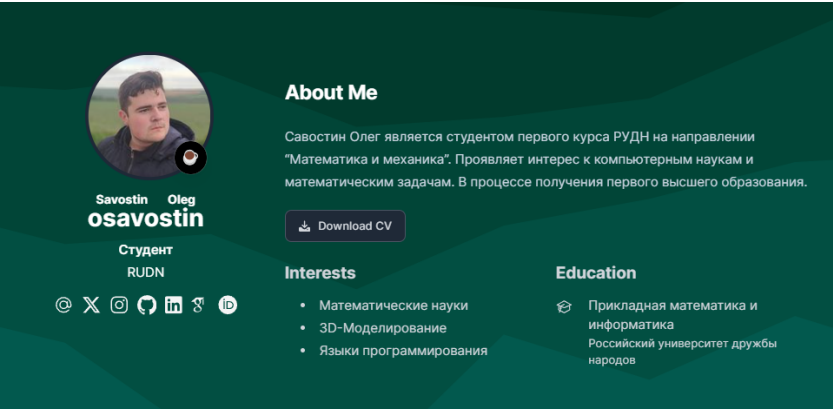 About Me
Савостин Олег является студентом первого курса РУДН на направлении
"Математика и механика". Проявляет интерес к компьютерным наукам и
математическим задачам. В процессе получения первого высшего образования.
Download CV
Savostin Oleg
osavostin
Студент
RUDN
Interests
• Математические науки
• 3D-Моделирование
• Языки программирования
Education
Прикладная математика и
информатика
Российский университет дружбы
народов